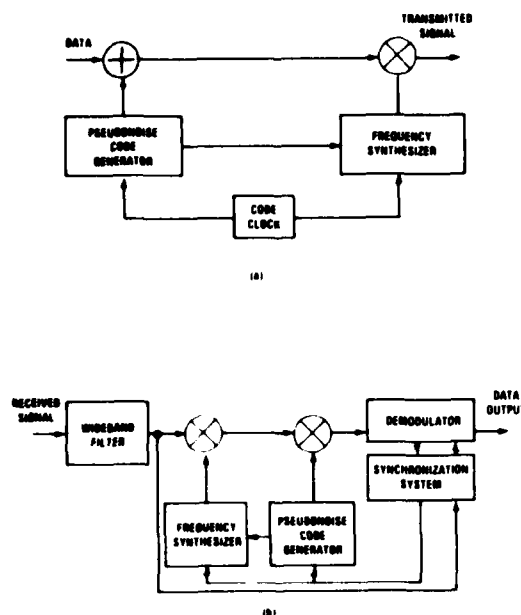 TRANSMITTED
SIGNAL
DATA
PSEUDONOISE
CODE
GENERATOR
FREQUENCY
SYNTHESIZER
CODE
CLOCK
(a)
RECEIVED
SIGNAL
WIDEBAND
FILTER
DEMODULATOR
DATA
OUTPUT
SYNCHRONIZATION
SYSTEM
FREQUENCY
SYNTHESIZER
PSEUDONOISE
CODE
GENERATOR
(b)